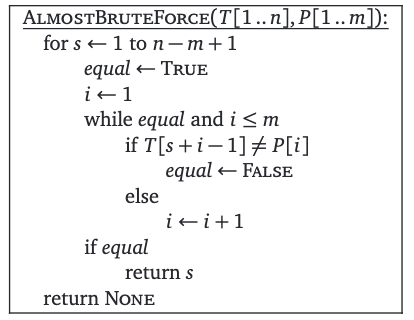 ALMOSTBRUTEFORCE(T[1..n], P[1..m]):
for s ← 1 to n − m + 1
equal ← TRUE
i ← 1
while equal and i ≤ m
if T[s + i − 1] ≠ P[i]
equal ← FALSE
else
i ← i + 1
if equal
return s
return NONE